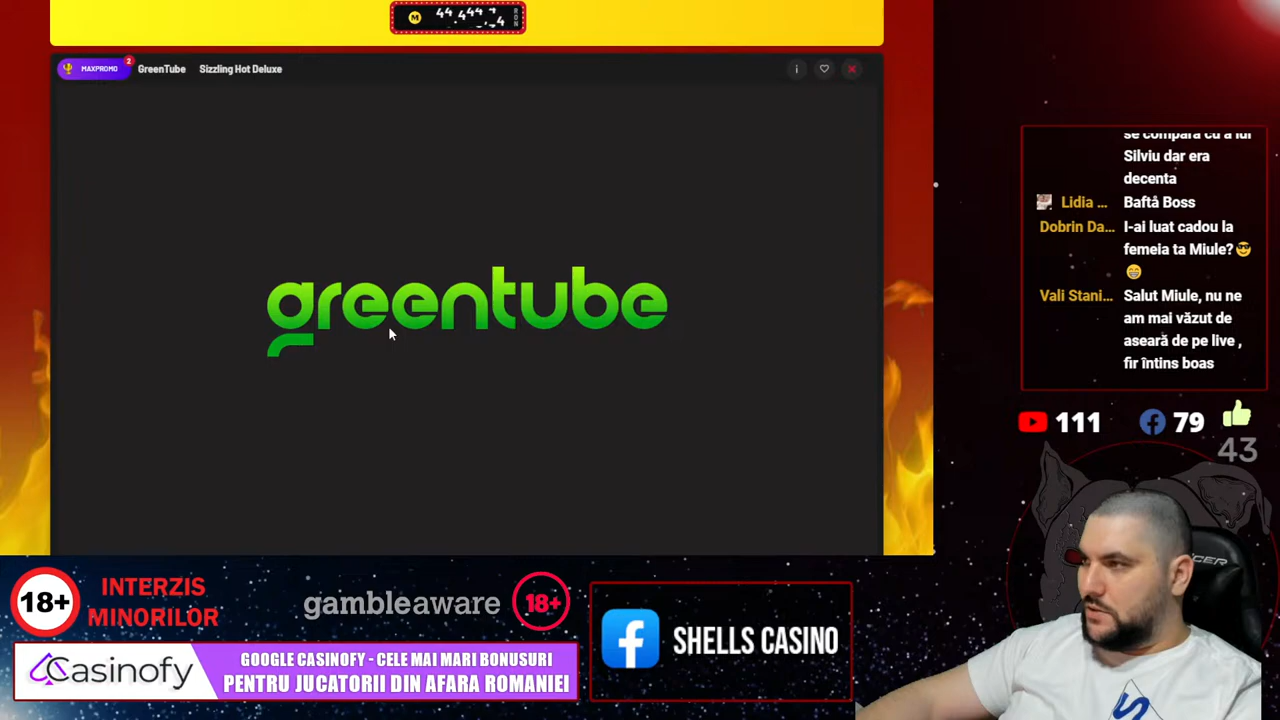 M
RON
MAXPROMO
2
GreenTube
Sizzling Hot Deluxe
se compara cu a lui
Silviu dar era
decenta
Lidia ...
Baftå Boss
Dobrin Da...
I-ai luat cadou la
femeia ta Miule?
Vali Stani...
Salut Miule, nu ne
am mai văzut de
aseară de pe live ,
fir întins boas
greentube
111
79
43
18+
INTERZIS
MINORILOR
gambleaware
18+
f
SHELLS CASINO
Casinofy
GOOGLE CASINOFY - CELE MAI MARI BONUSURI
PENTRU JUCATORII DIN AFARA ROMANIEI